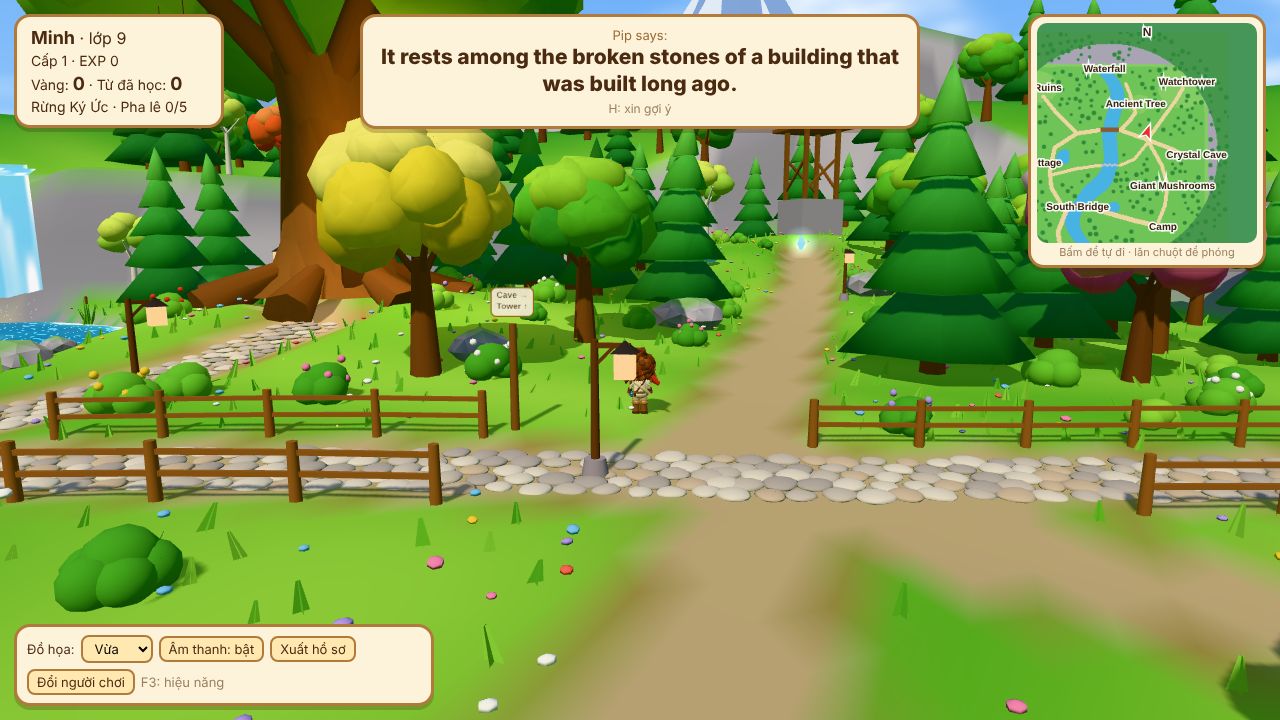 Minh · lớp 9
Cấp 1 · EXP 0
Vàng: 0 · Từ đã học: 0
Rừng Ký Ức · Pha lê 0/5
Pip says:
It rests among the broken stones of a building that
was built long ago.
H: xin gợi ý
N
Waterfall
Ruins
Watchtower
Ancient Tree
Crystal Cave
ttage
Giant Mushrooms
South Bridge
Camp
Bấm để tự đi · lăn chuột để phóng
Cave →
Tower ↑
Đồ họa: Vừa Âm thanh: bật Xuất hồ sơ
Đổi người chơi F3: hiệu năng